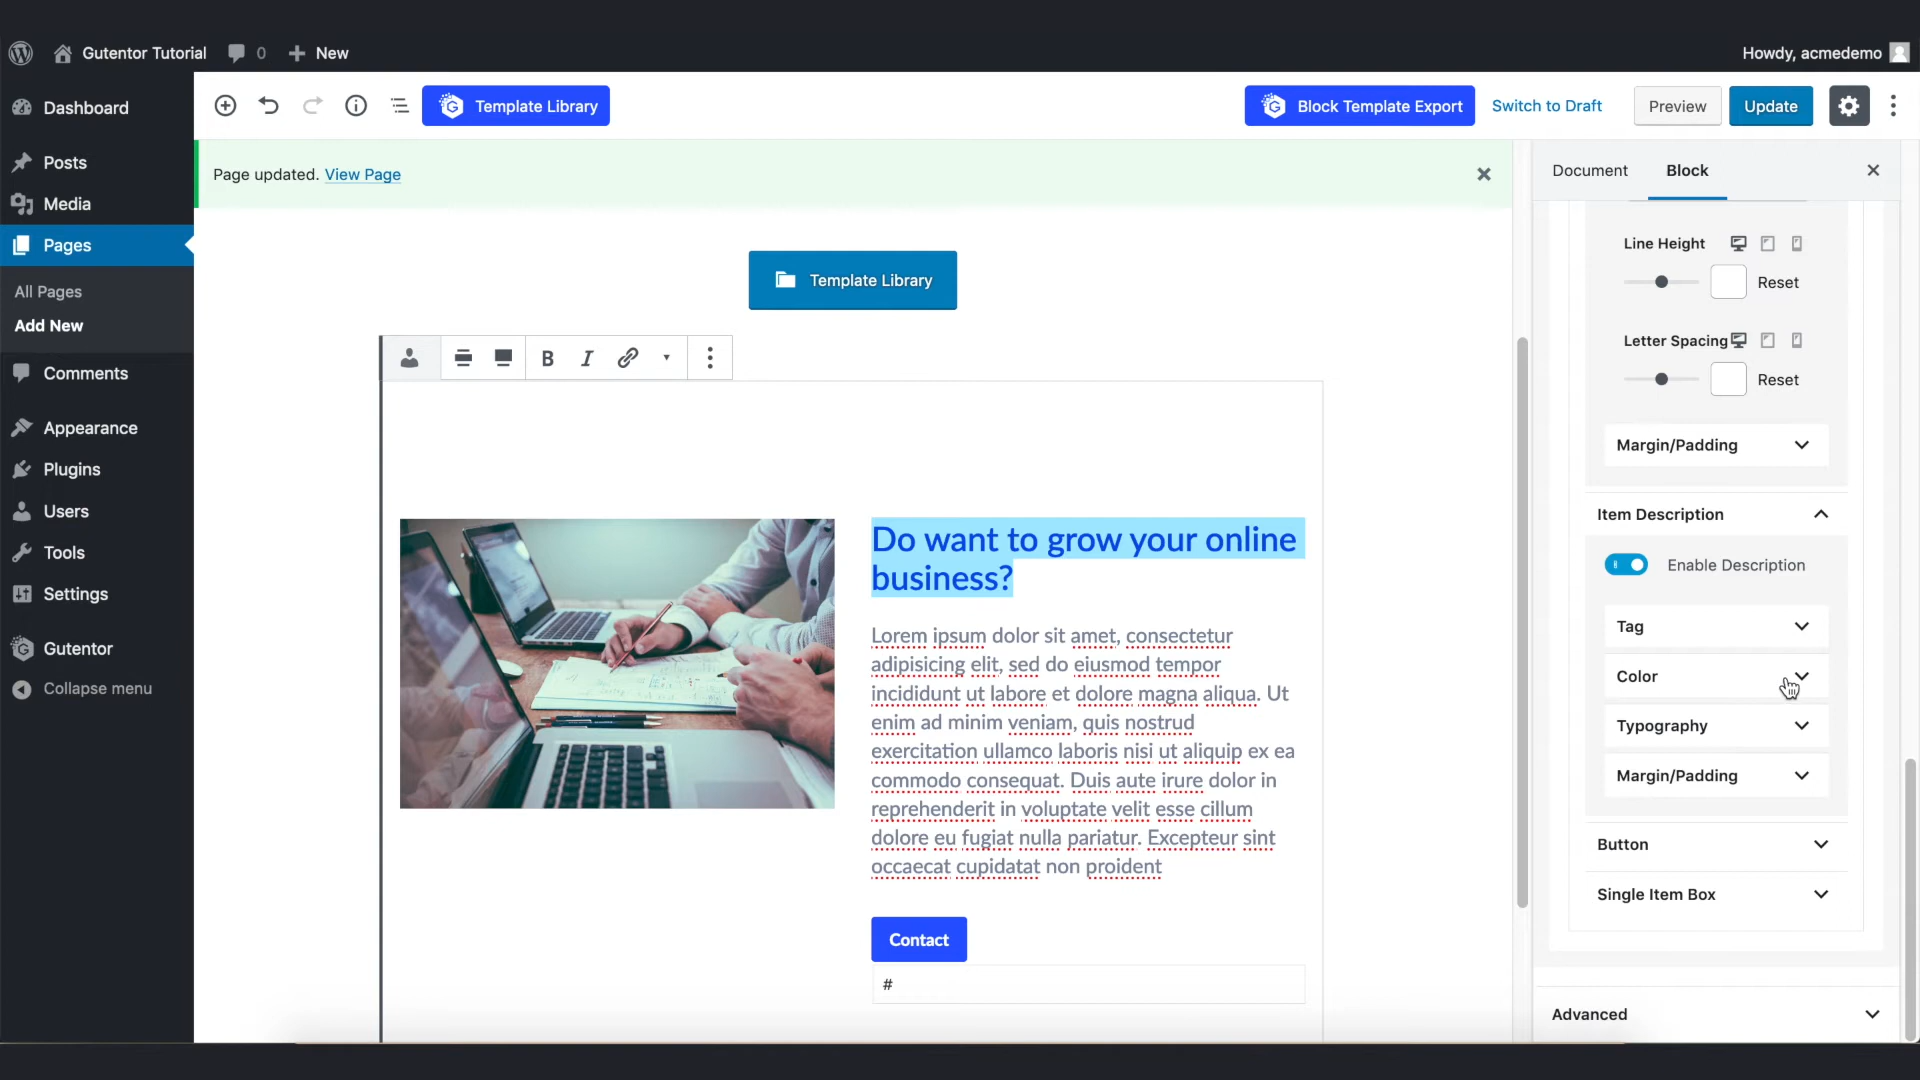 Gutentor Tutorial
0
New
Howdy, acmedemo
Dashboard
Posts
Media
Pages
All Pages
Add New
Comments
Appearance
Plugins
Users
Tools
Settings
Gutentor
Collapse menu
Template Library
Block Template Export
Switch to Draft
Preview
Update
Page updated. View Page
Template Library
B I
Do want to grow your online
business?
Lorem ipsum dolor sit amet, consectetur
adipisicing elit, sed do eiusmod tempor
incididunt ut labore et dolore magna aliqua. Ut
enim ad minim veniam, quis nostrud
exercitation ullamco laboris nisi ut aliquip ex ea
commodo consequat. Duis aute irure dolor in
reprehenderit in voluptate velit esse cillum
dolore eu fugiat nulla pariatur. Excepteur sint
occaecat cupidatat non proident
Contact
#
Document
Block
Line Height
Reset
Letter Spacing
Reset
Margin/Padding
Item Description
Enable Description
Tag
Color
Typography
Margin/Padding
Button
Single Item Box
Advanced